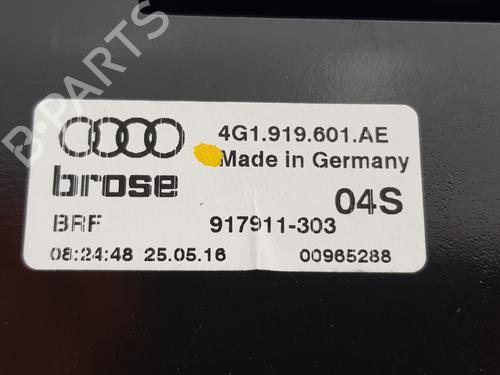 4G1.919.601.AE
Made in Germany
brose
04S
BRF 917911-303
08:24:48 25.05.16 00965288
B-PARTS